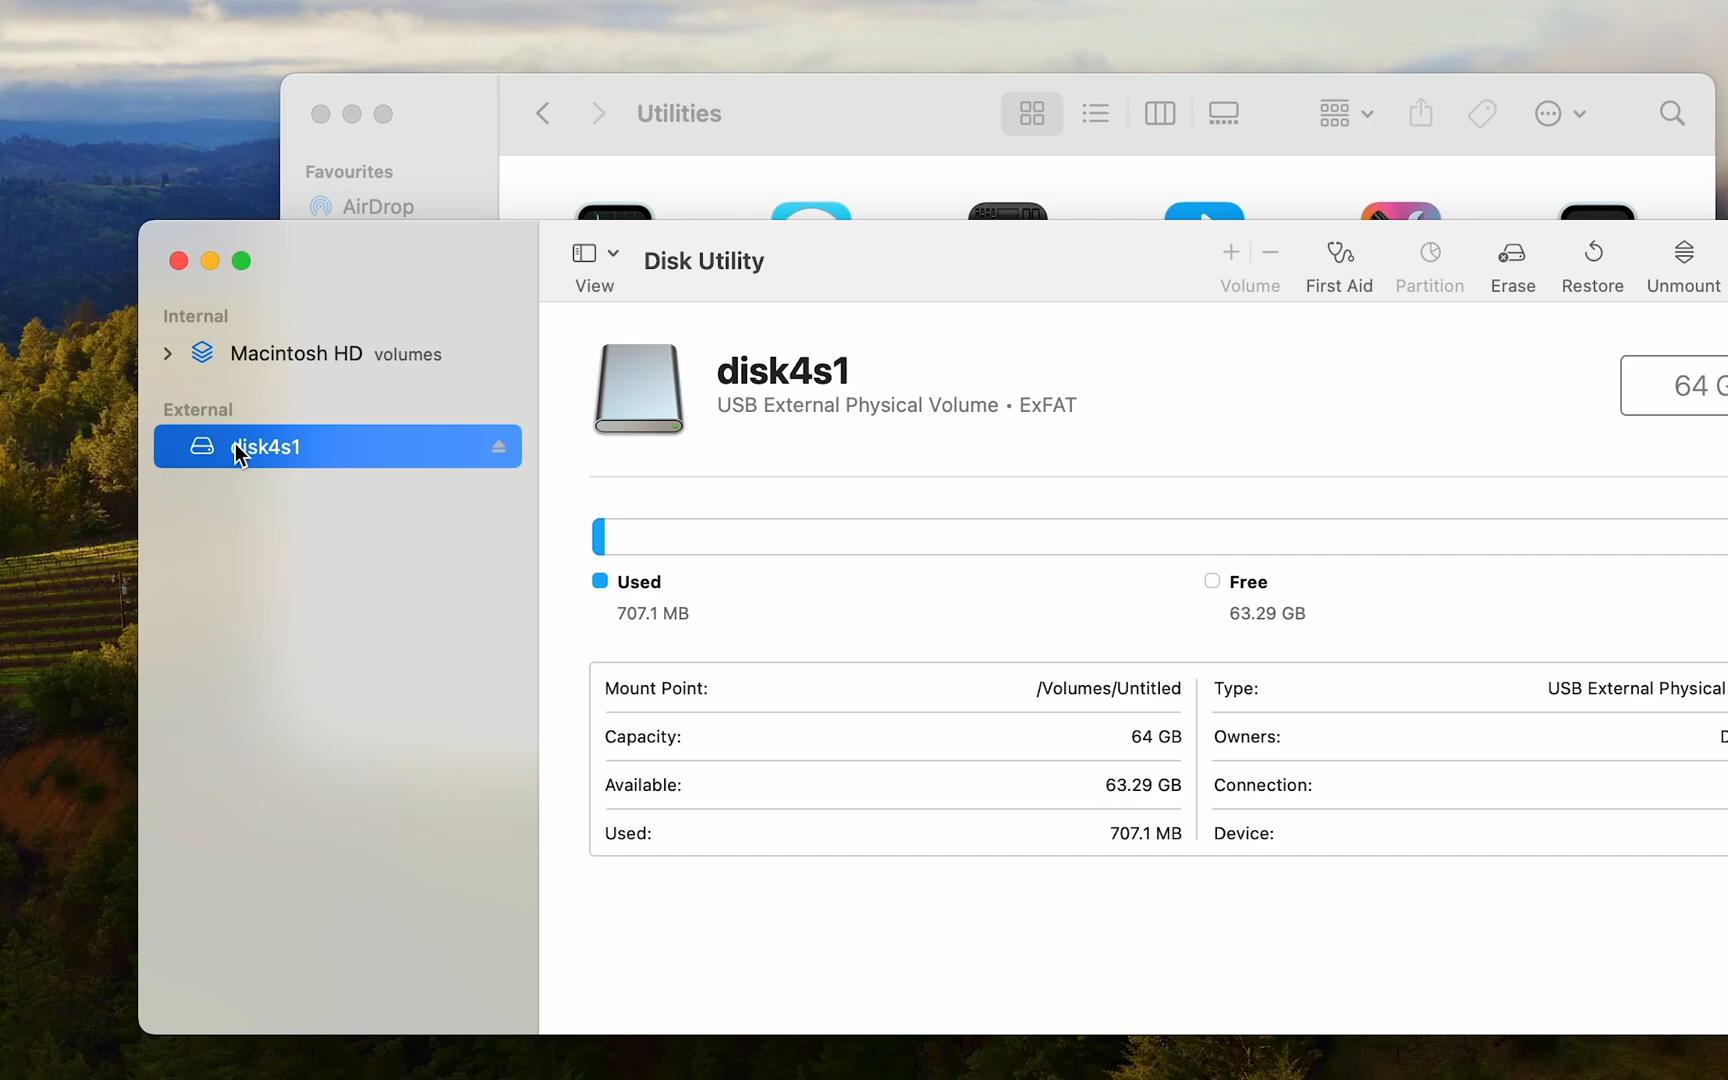 Utilities
Favourites
AirDrop
View
Disk Utility
Volume
First Aid
Partition
Erase
Restore
Unmount
Internal
Macintosh HD volumes
External
disk4s1
disk4s1
USB External Physical Volume • ExFAT
64 G
Used
707.1 MB
Free
63.29 GB
Mount Point: /Volumes/Untitled
Capacity: 64 GB
Available: 63.29 GB
Used: 707.1 MB
Type: USB External Physical
Owners:
Connection:
Device: